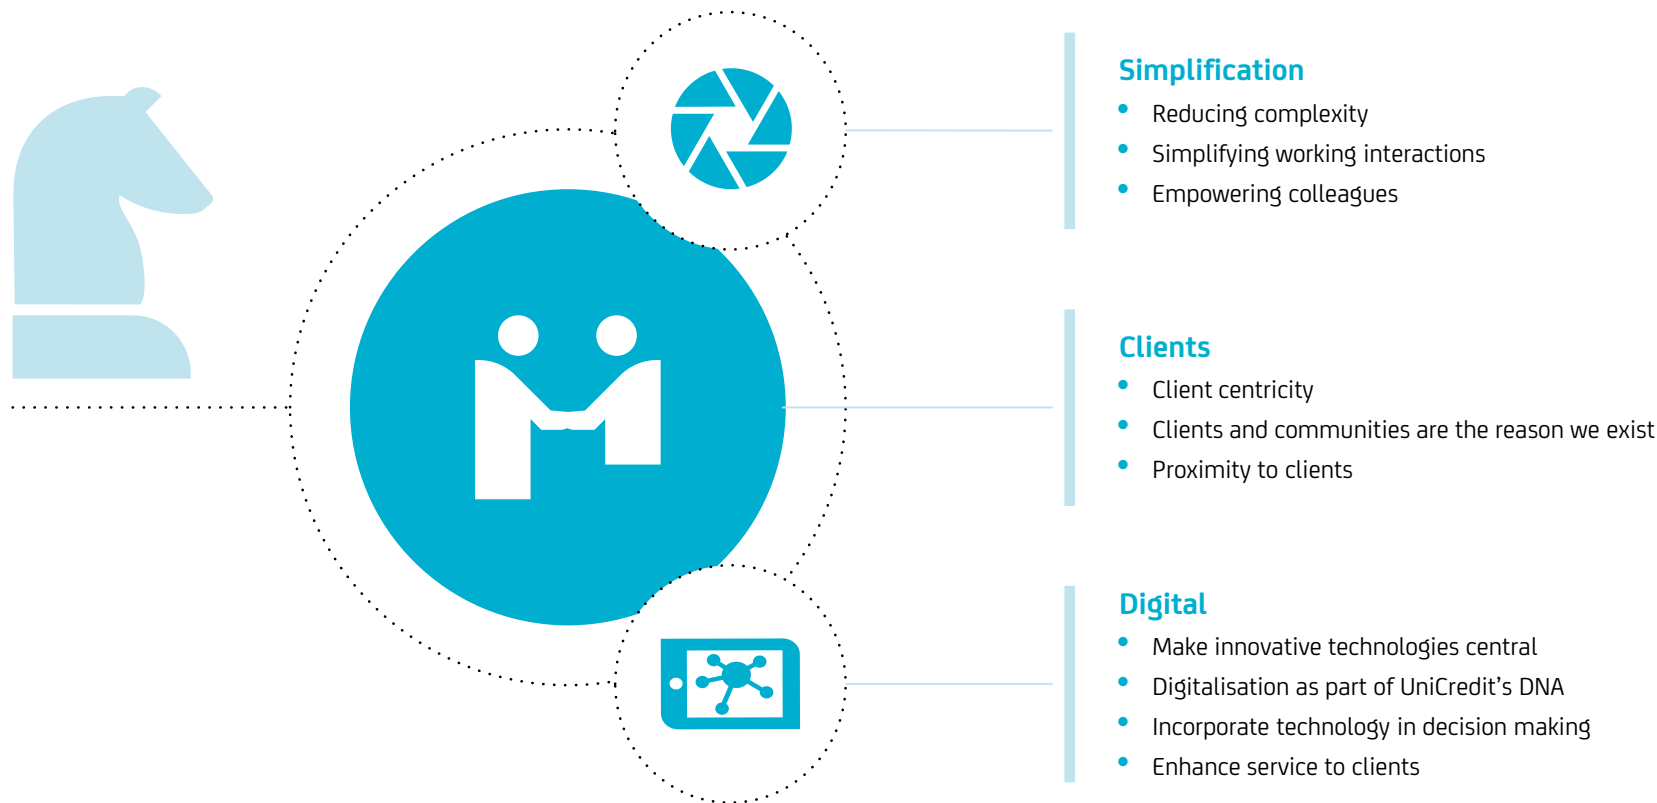 Simplification
• Reducing complexity
• Simplifying working interactions
• Empowering colleagues
Clients
• Client centricity
• Clients and communities are the reason we exist
• Proximity to clients
Digital
• Make innovative technologies central
• Digitalisation as part of UniCredit’s DNA
• Incorporate technology in decision making
• Enhance service to clients